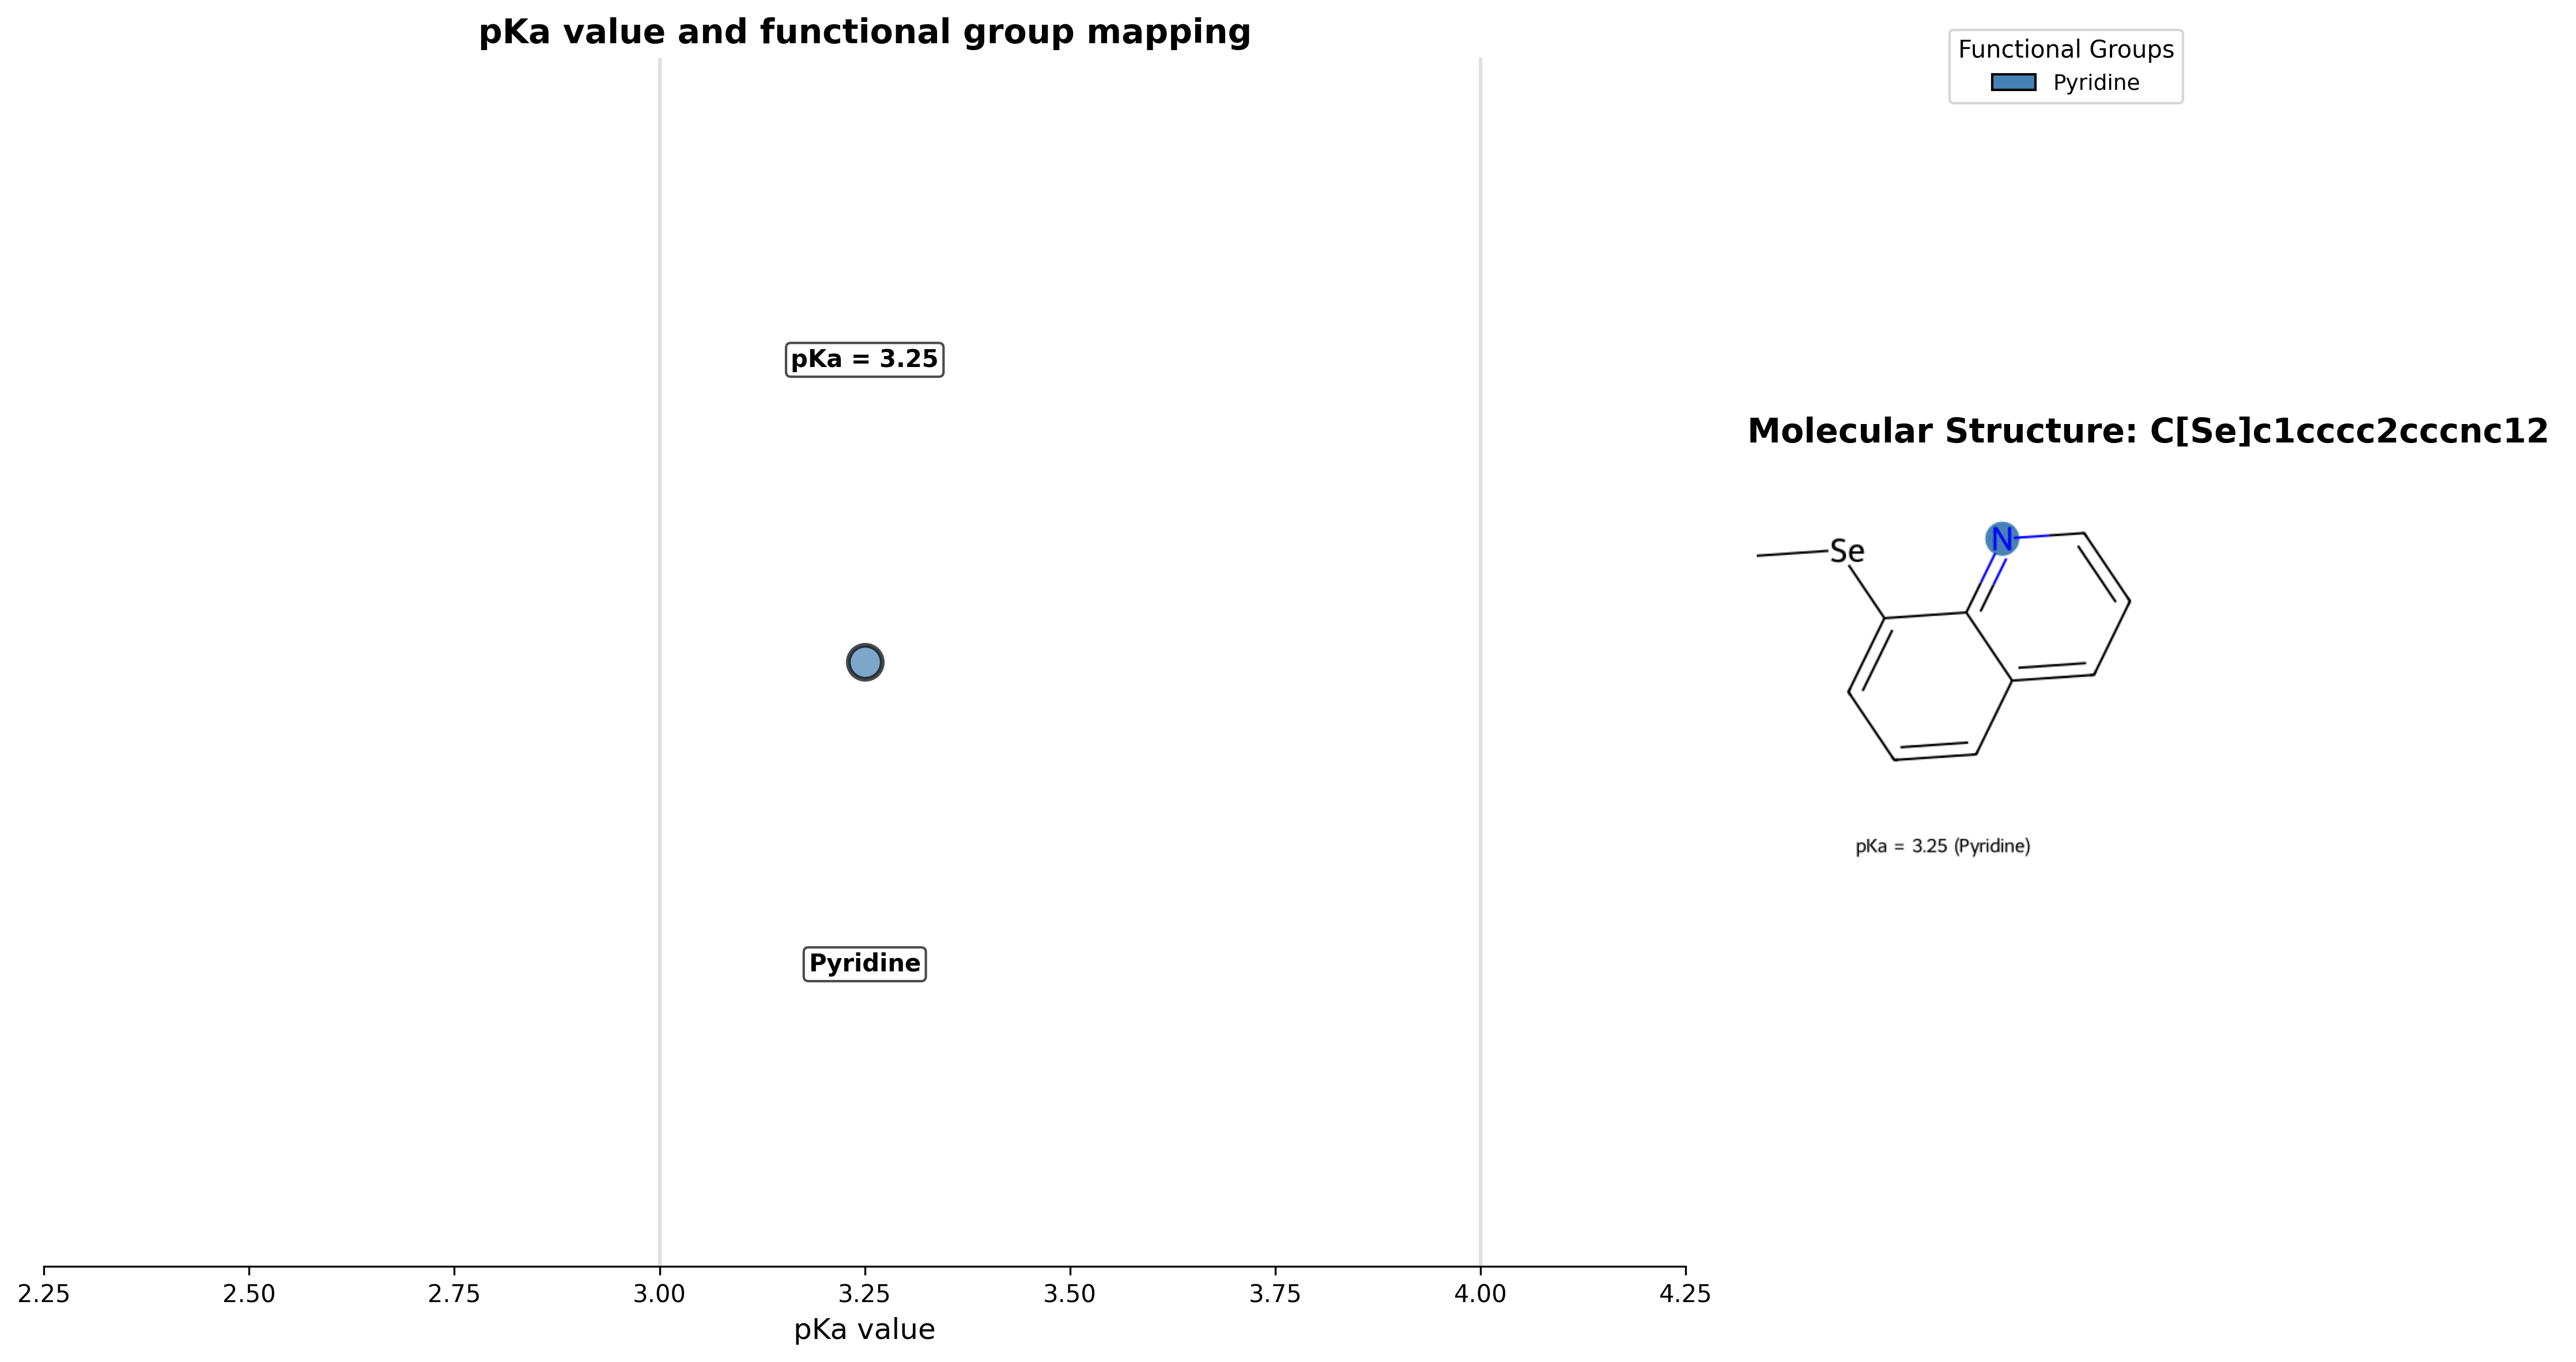 pKa value and functional group mapping
pKa = 3.25
Pyridine
2.25 2.50 2.75 3.00 3.25 3.50 3.75 4.00 4.25
pKa value
Functional Groups
Pyridine
Molecular Structure: C[Se]c1cccc2cccnc12
Se
N
pKa = 3.25 (Pyridine)